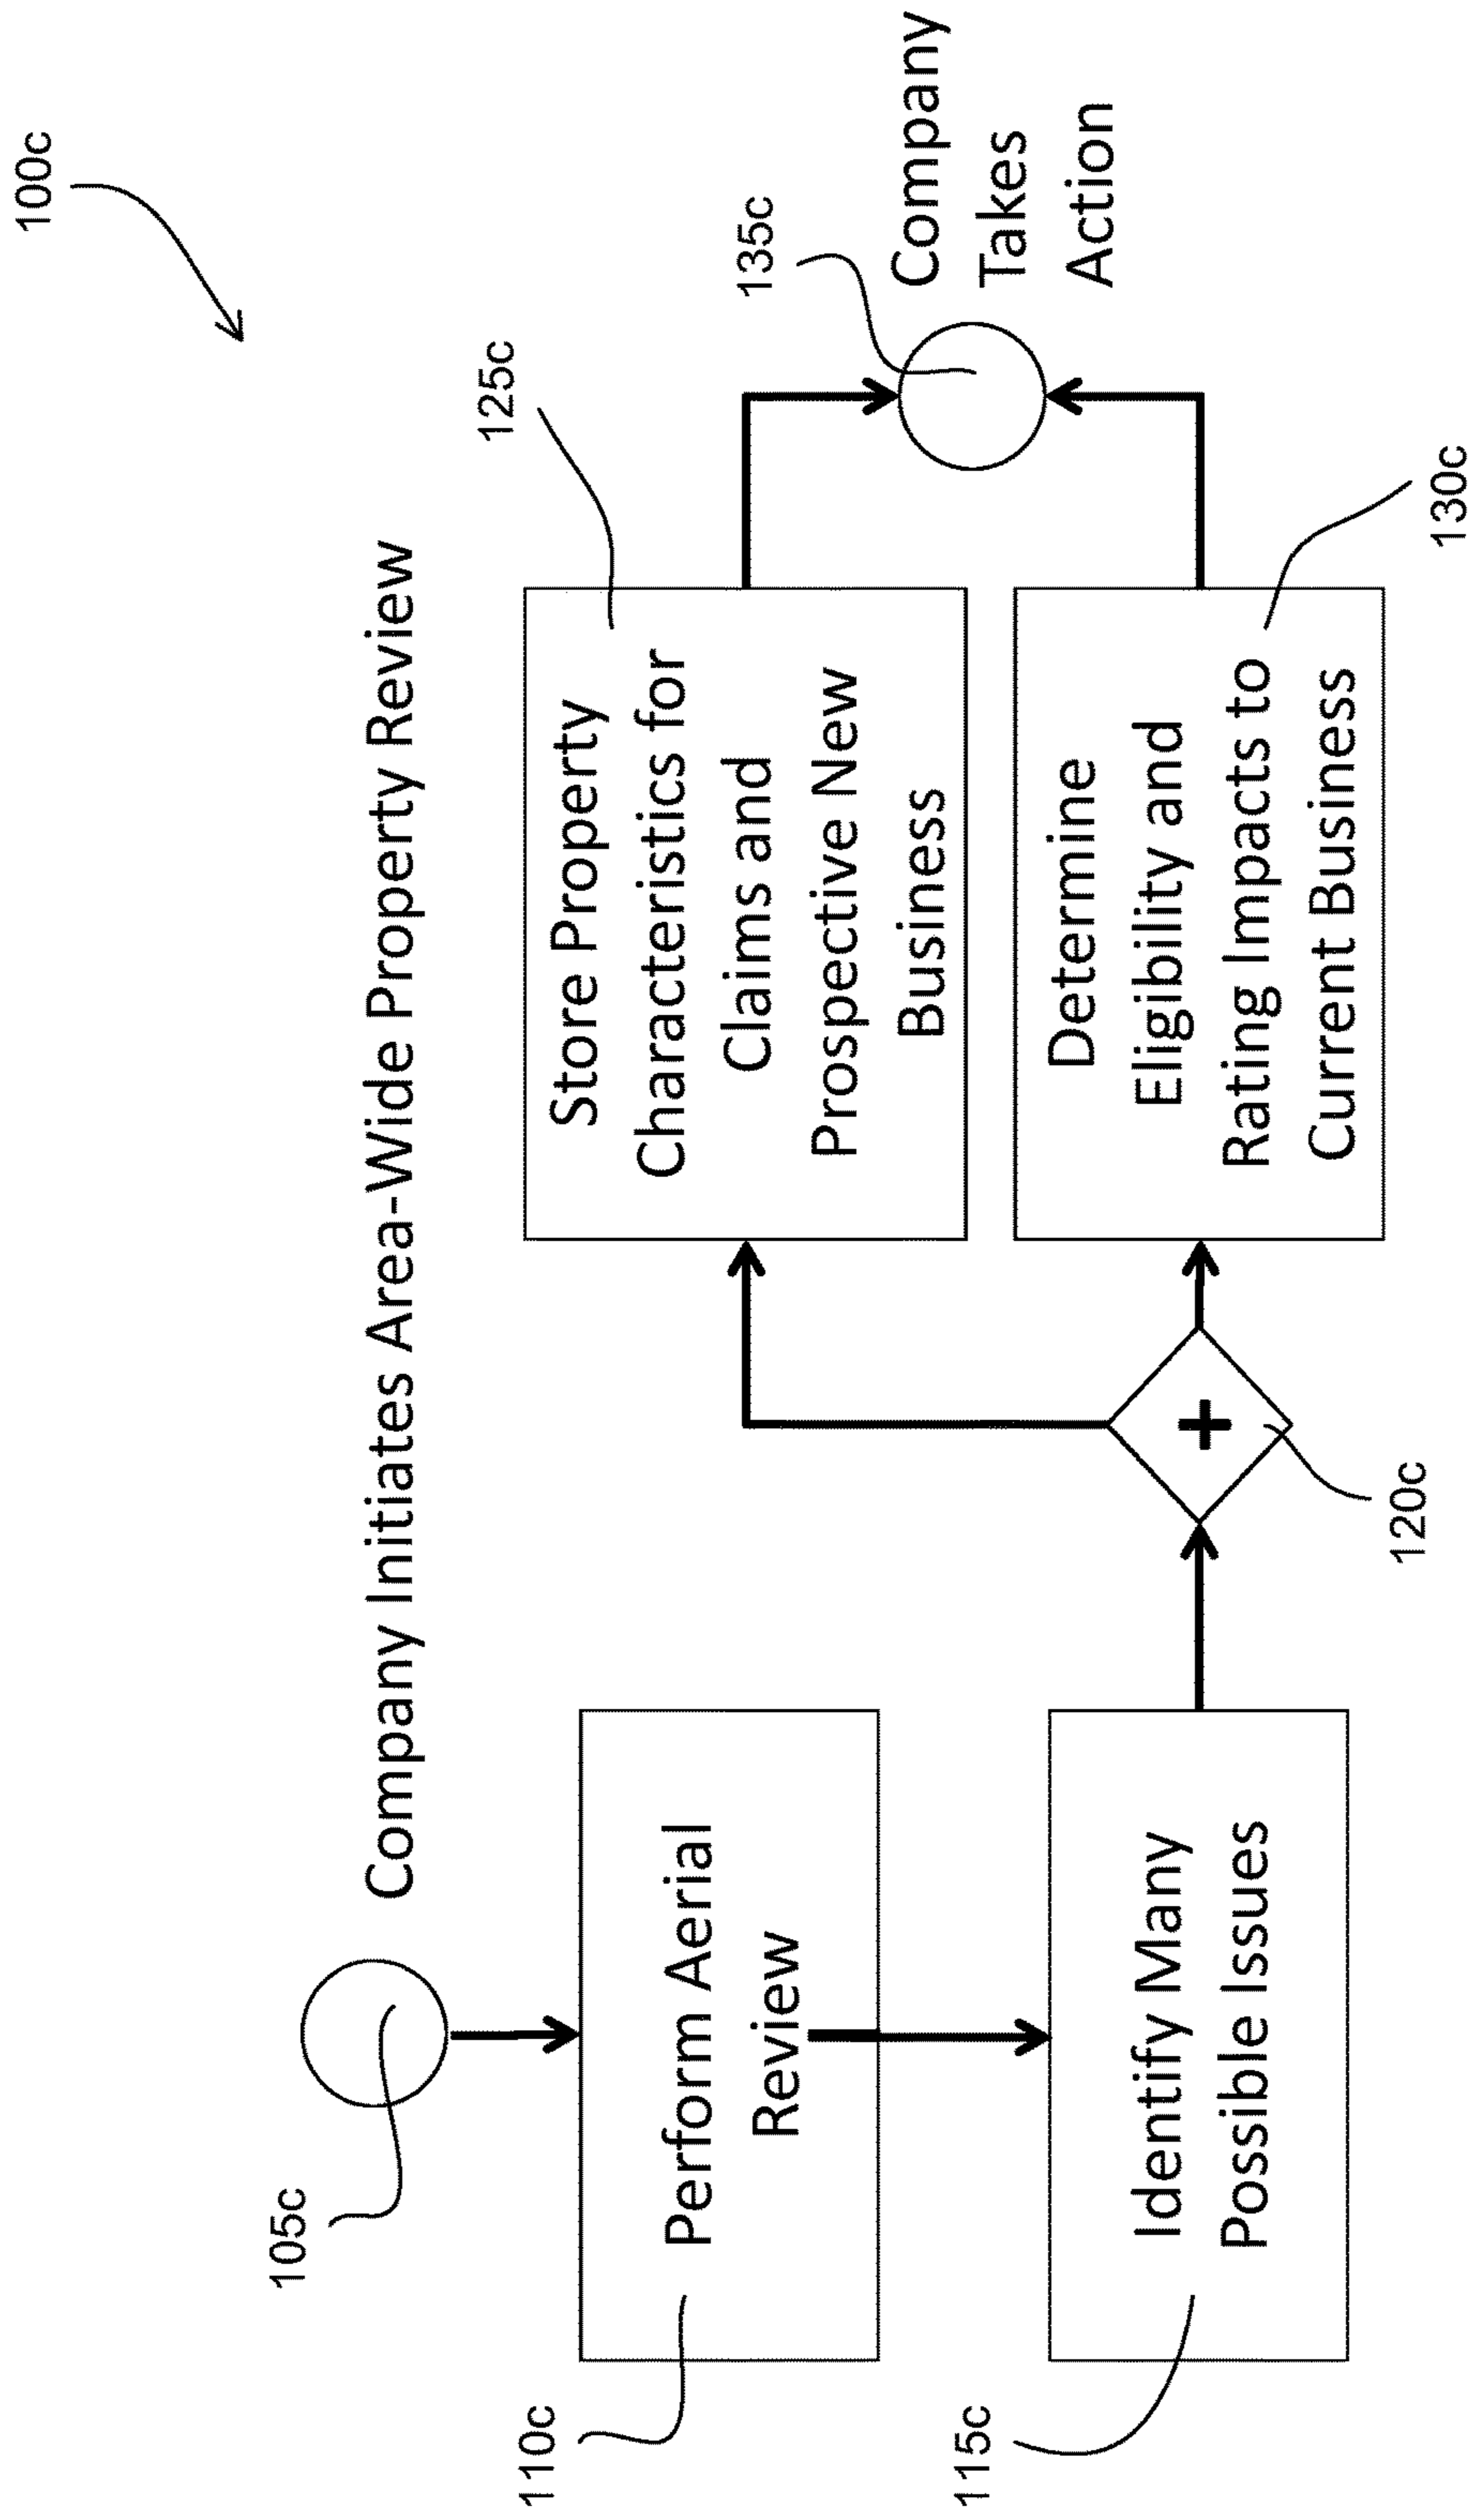 100c
105c
Company Initiates Area-Wide Property Review
110c
Perform Aerial
Review
115c
Identify Many
Possible Issues
+
120c
125c
Store Property
Characteristics for
Claims and
Prospective New
Business
130c
Determine
Eligibility and
Rating Impacts to
Current Business
135c
Company
Takes
Action